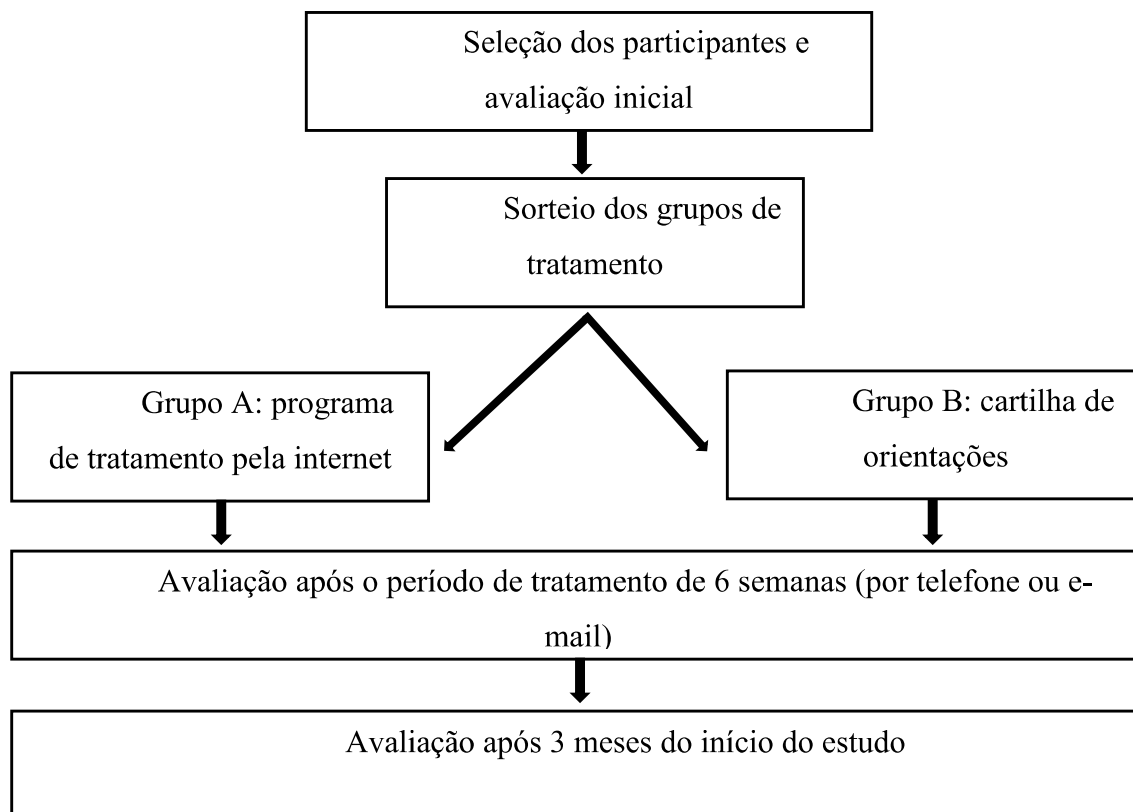 Seleção dos participantes e
avaliação inicial
Sorteio dos grupos de
tratamento
Grupo A: programa
de tratamento pela internet
Grupo B: cartilha de
orientações
Avaliação após o período de tratamento de 6 semanas (por telefone ou e-
mail)
Avaliação após 3 meses do início do estudo